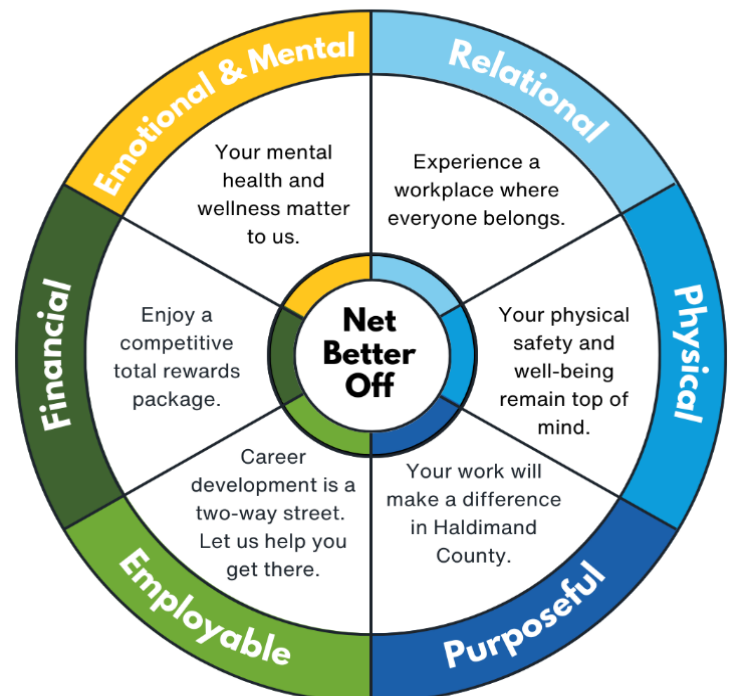 Emotional & Mental
Your mental
health and
wellness matter
to us.
Relational
Experience a
workplace where
everyone belongs.
Physical
Your physical
safety and
well-being
remain top of
mind.
Purposeful
Your work will
make a difference
in Haldimand
County.
Employable
Career
development is a
two-way street.
Let us help you
get there.
Financial
Enjoy a
competitive
total rewards
package.
Net
Better
Off